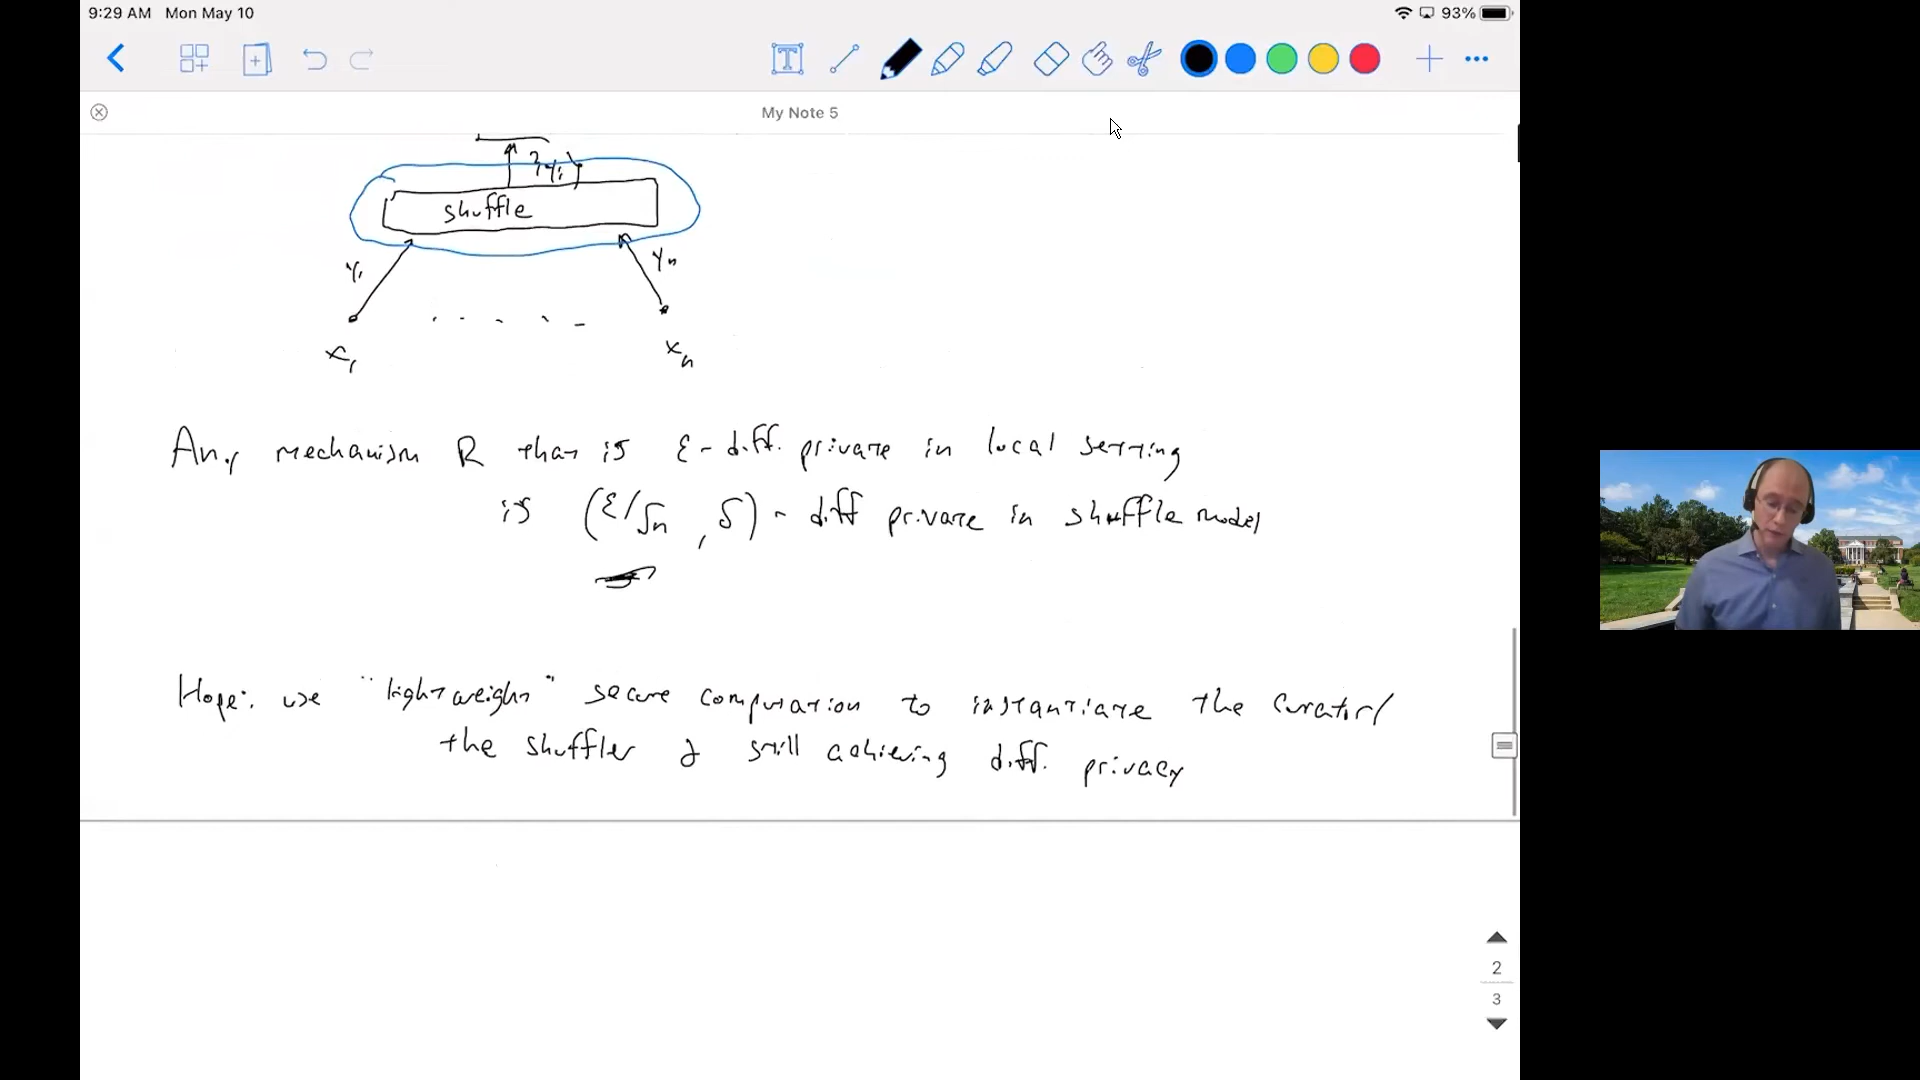 9:29 AM Mon May 10
93%
My Note 5
{yi}
shuffle
y1
yn
x1
xn
Any mechanism R that is ε-diff. private in local setting
is (ε/√n, δ) - diff private in shuffle model
Hope: use "lightweight" secure computation to instantiate the curator/
the shuffler & still achieving diff. privacy
2
3